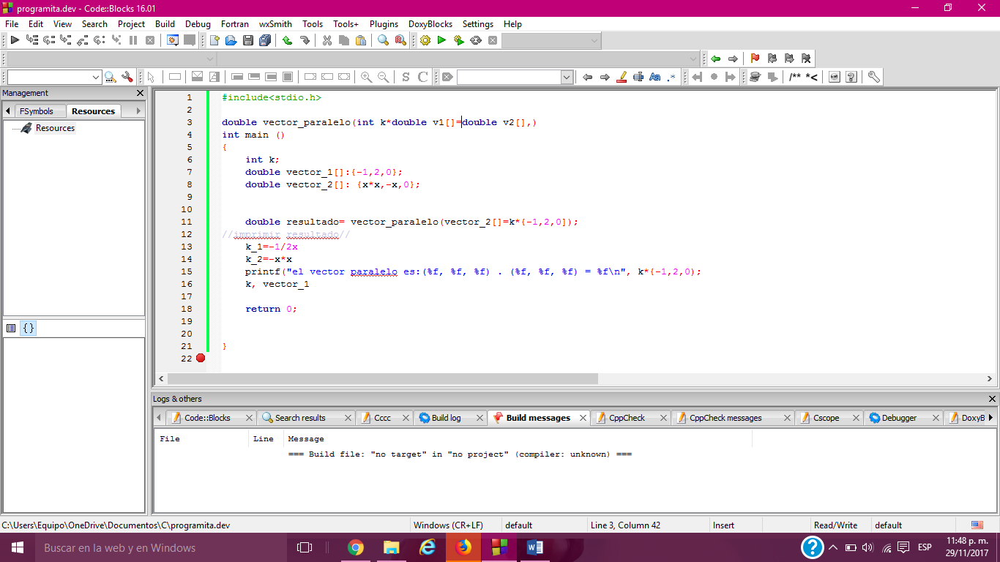 programita.dev - Code::Blocks 16.01
File Edit View Search Project Build Debug Fortran wxSmith Tools Tools+ Plugins DoxyBlocks Settings Help
S C /** *< Aa .*
Management
FSymbols Resources
Resources
{}
1 #include<stdio.h>
2
3 double vector_paralelo(int k*double v1[]=double v2[],)
4 int main ()
5 {
6 int k;
7 double vector_1[]:{-1,2,0};
8 double vector_2[]: {x*x,-x,0};
9
10
11 double resultado= vector_paralelo(vector_2[]=k*{-1,2,0]);
12 //imprimir resultado//
13 k_1=-1/2x
14 k_2=-x*x
15 printf("el vector paralelo es:(%f, %f, %f) . (%f, %f, %f) = %f\n", k*{-1,2,0);
16 k, vector_1
17
18 return 0;
19
20
21 }
22
Logs & others
Code::Blocks Search results Cccc Build log Build messages CppCheck CppCheck messages Cscope Debugger DoxyB
File Line Message
=== Build file: "no target" in "no project" (compiler: unknown) ===
C:\Users\Equipo\OneDrive\Documentos\C\programita.dev Windows (CR+LF) default Line 3, Column 42 Insert Read/Write default
Buscar en la web y en Windows
ESP
11:48 p. m.
29/11/2017